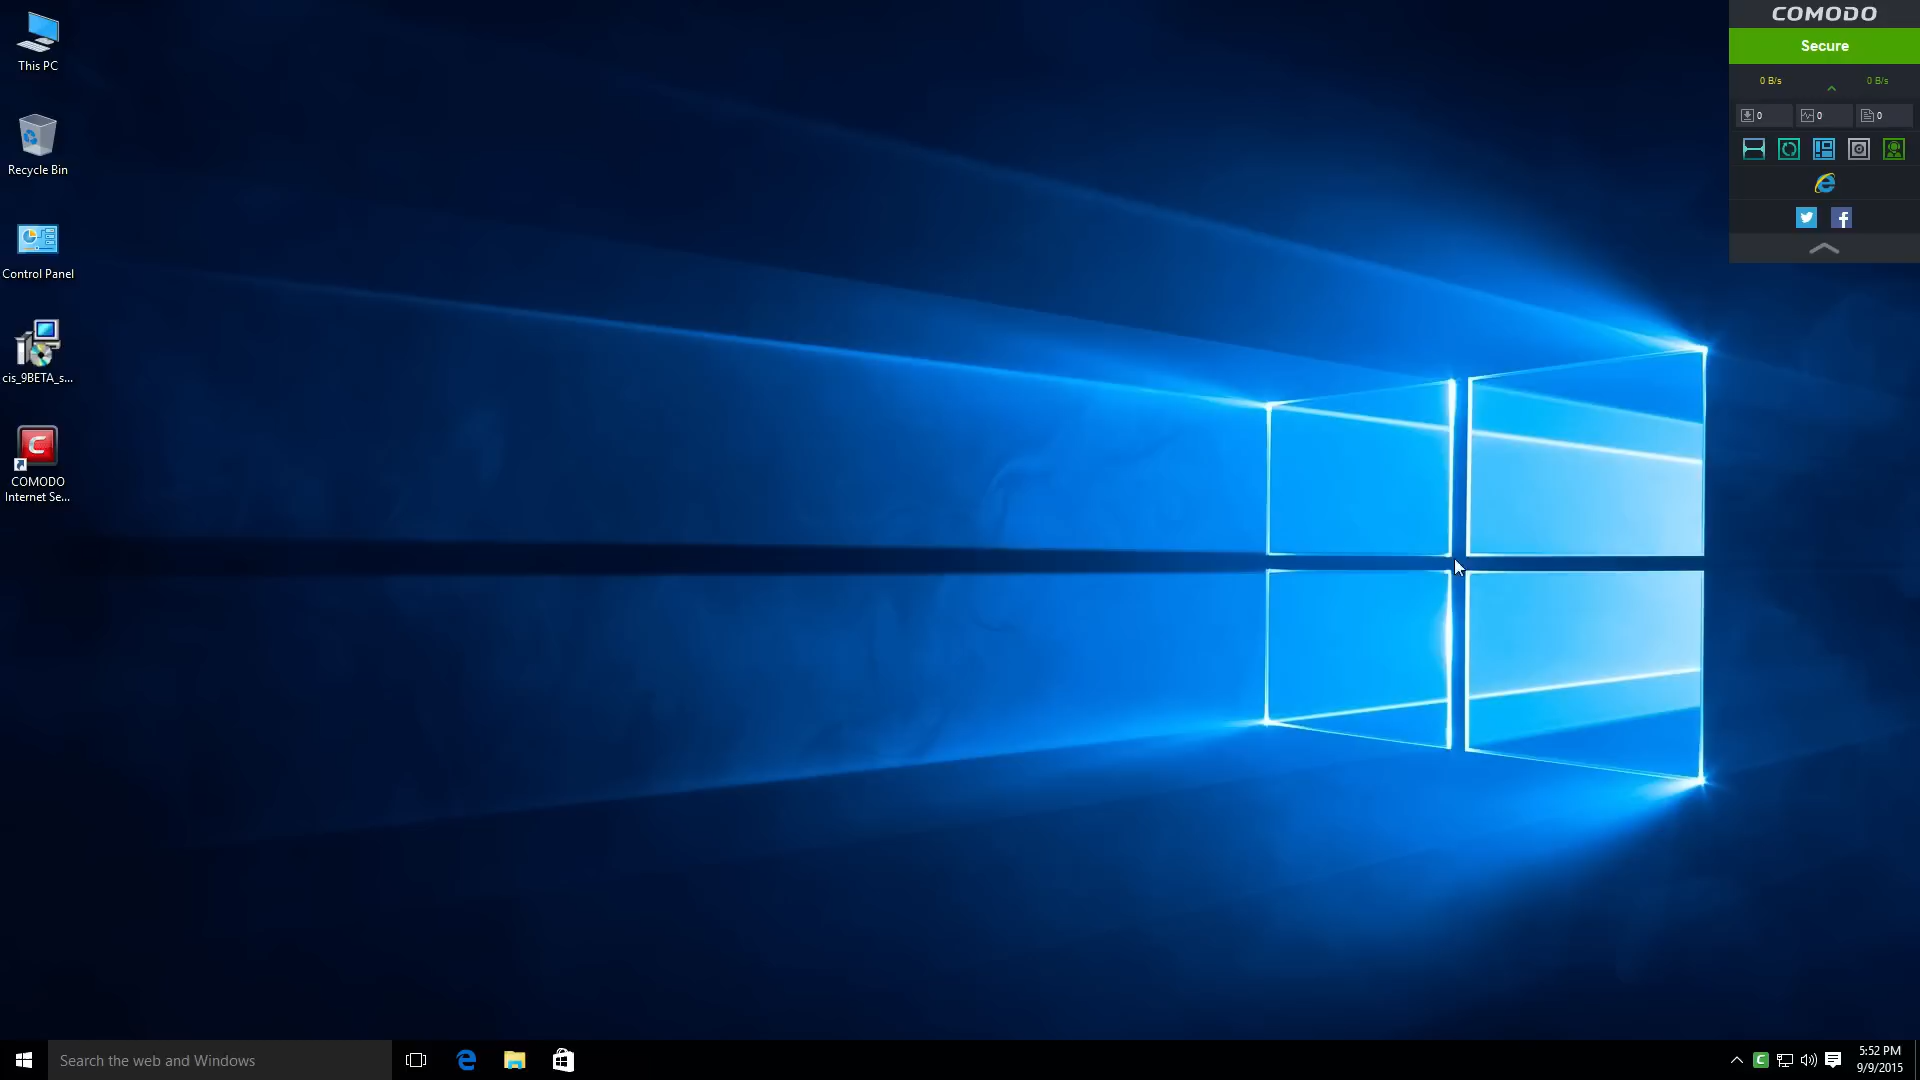 This PC
Recycle Bin
Control Panel
cis_9BETA_s...
COMODO
Internet Se...
COMODO
Secure
0 B/s
0 B/s
0
0
0
Search the web and Windows
5:52 PM
9/9/2015